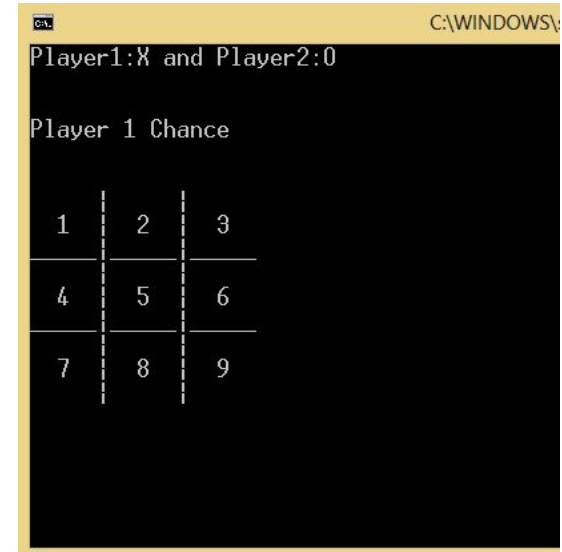 C:\.
C:\WINDOWS\s
Player1:X and Player2:O
Player 1 Chance
1 | 2 | 3
4 | 5 | 6
7 | 8 | 9